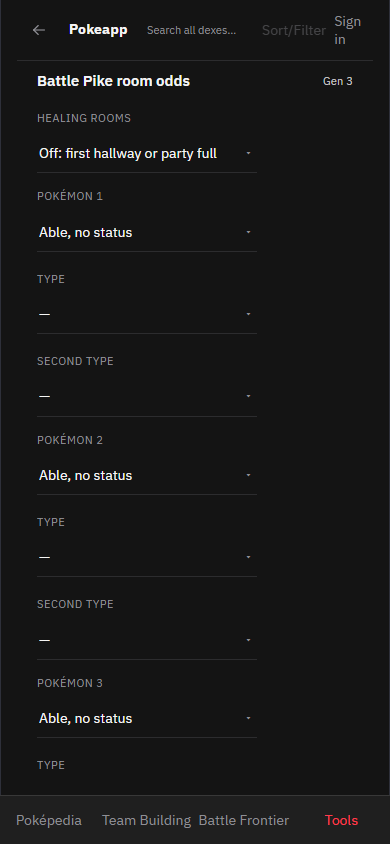 ← Pokeapp Search all dexes... Sort/Filter Sign in
Battle Pike room odds Gen 3
HEALING ROOMS
Off: first hallway or party full
POKÉMON 1
Able, no status
TYPE
—
SECOND TYPE
—
POKÉMON 2
Able, no status
TYPE
—
SECOND TYPE
—
POKÉMON 3
Able, no status
TYPE
Poképedia Team Building Battle Frontier Tools